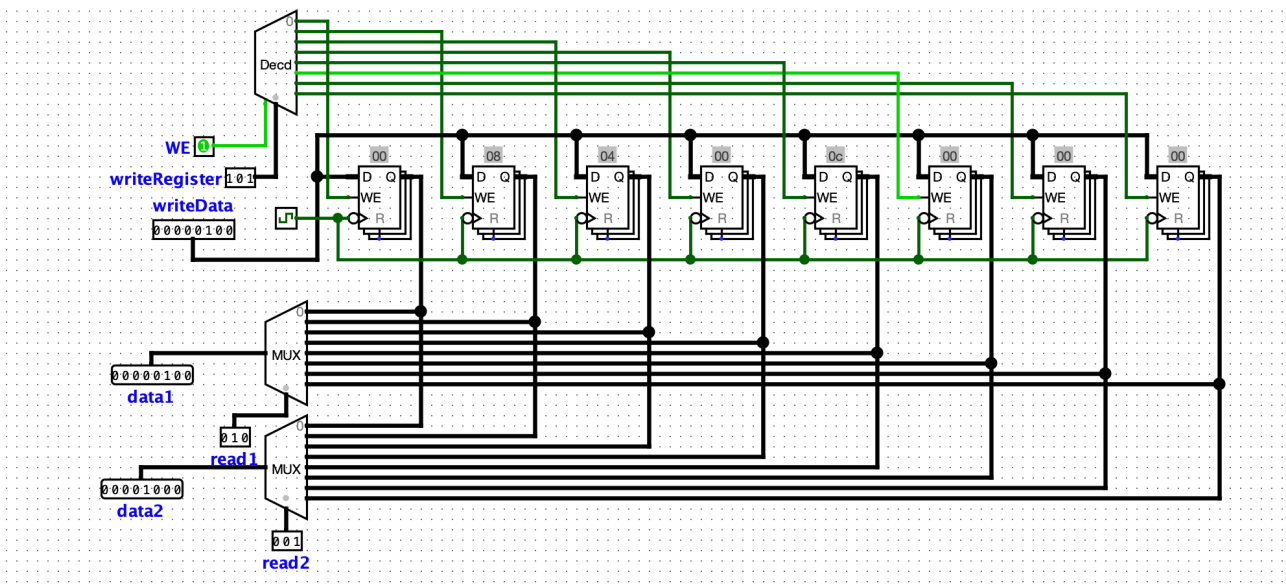 0
Decd
WE 1
writeRegister 101
writeData
00000100
00 08 04 00 0c 00 00 00
D Q D Q D Q D Q D Q D Q D Q D Q
WE WE WE WE WE WE WE WE
R R R R R R R R
0
MUX
00000100
data1
010
read1
0
MUX
00001000
data2
001
read2